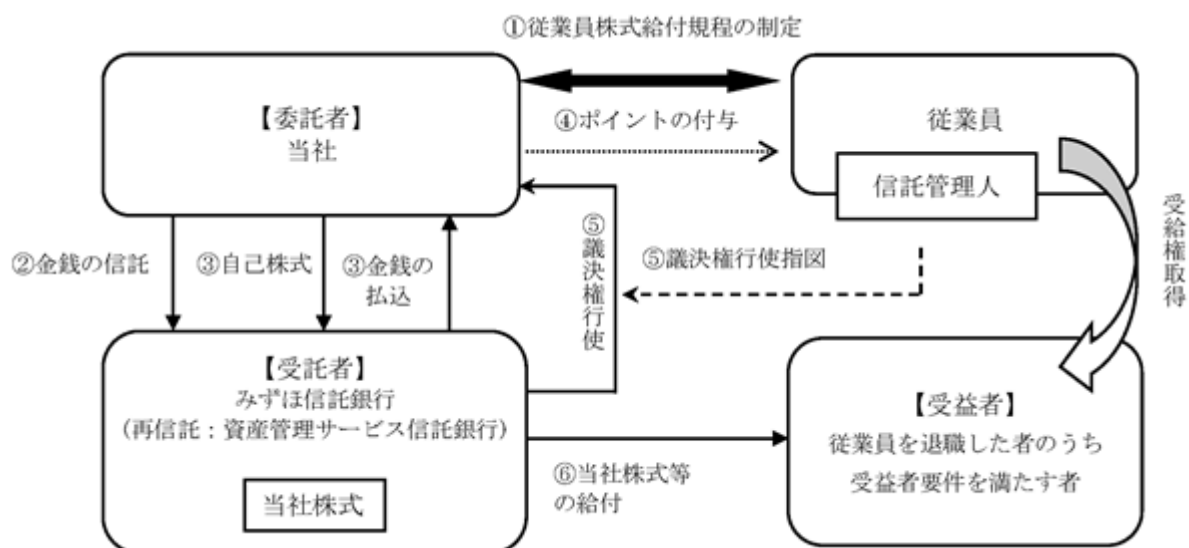 ①従業員株式給付規程の制定
【委託者】
当社
④ポイントの付与
従業員
信託管理人
②金銭の信託
③自己株式
③金銭の
払込
⑤議決権行使
⑤議決権行使指図
受給権取得
【受託者】
みずほ信託銀行
(再信託：資産管理サービス信託銀行)
当社株式
⑥当社株式等
の給付
【受益者】
従業員を退職した者のうち
受益者要件を満たす者